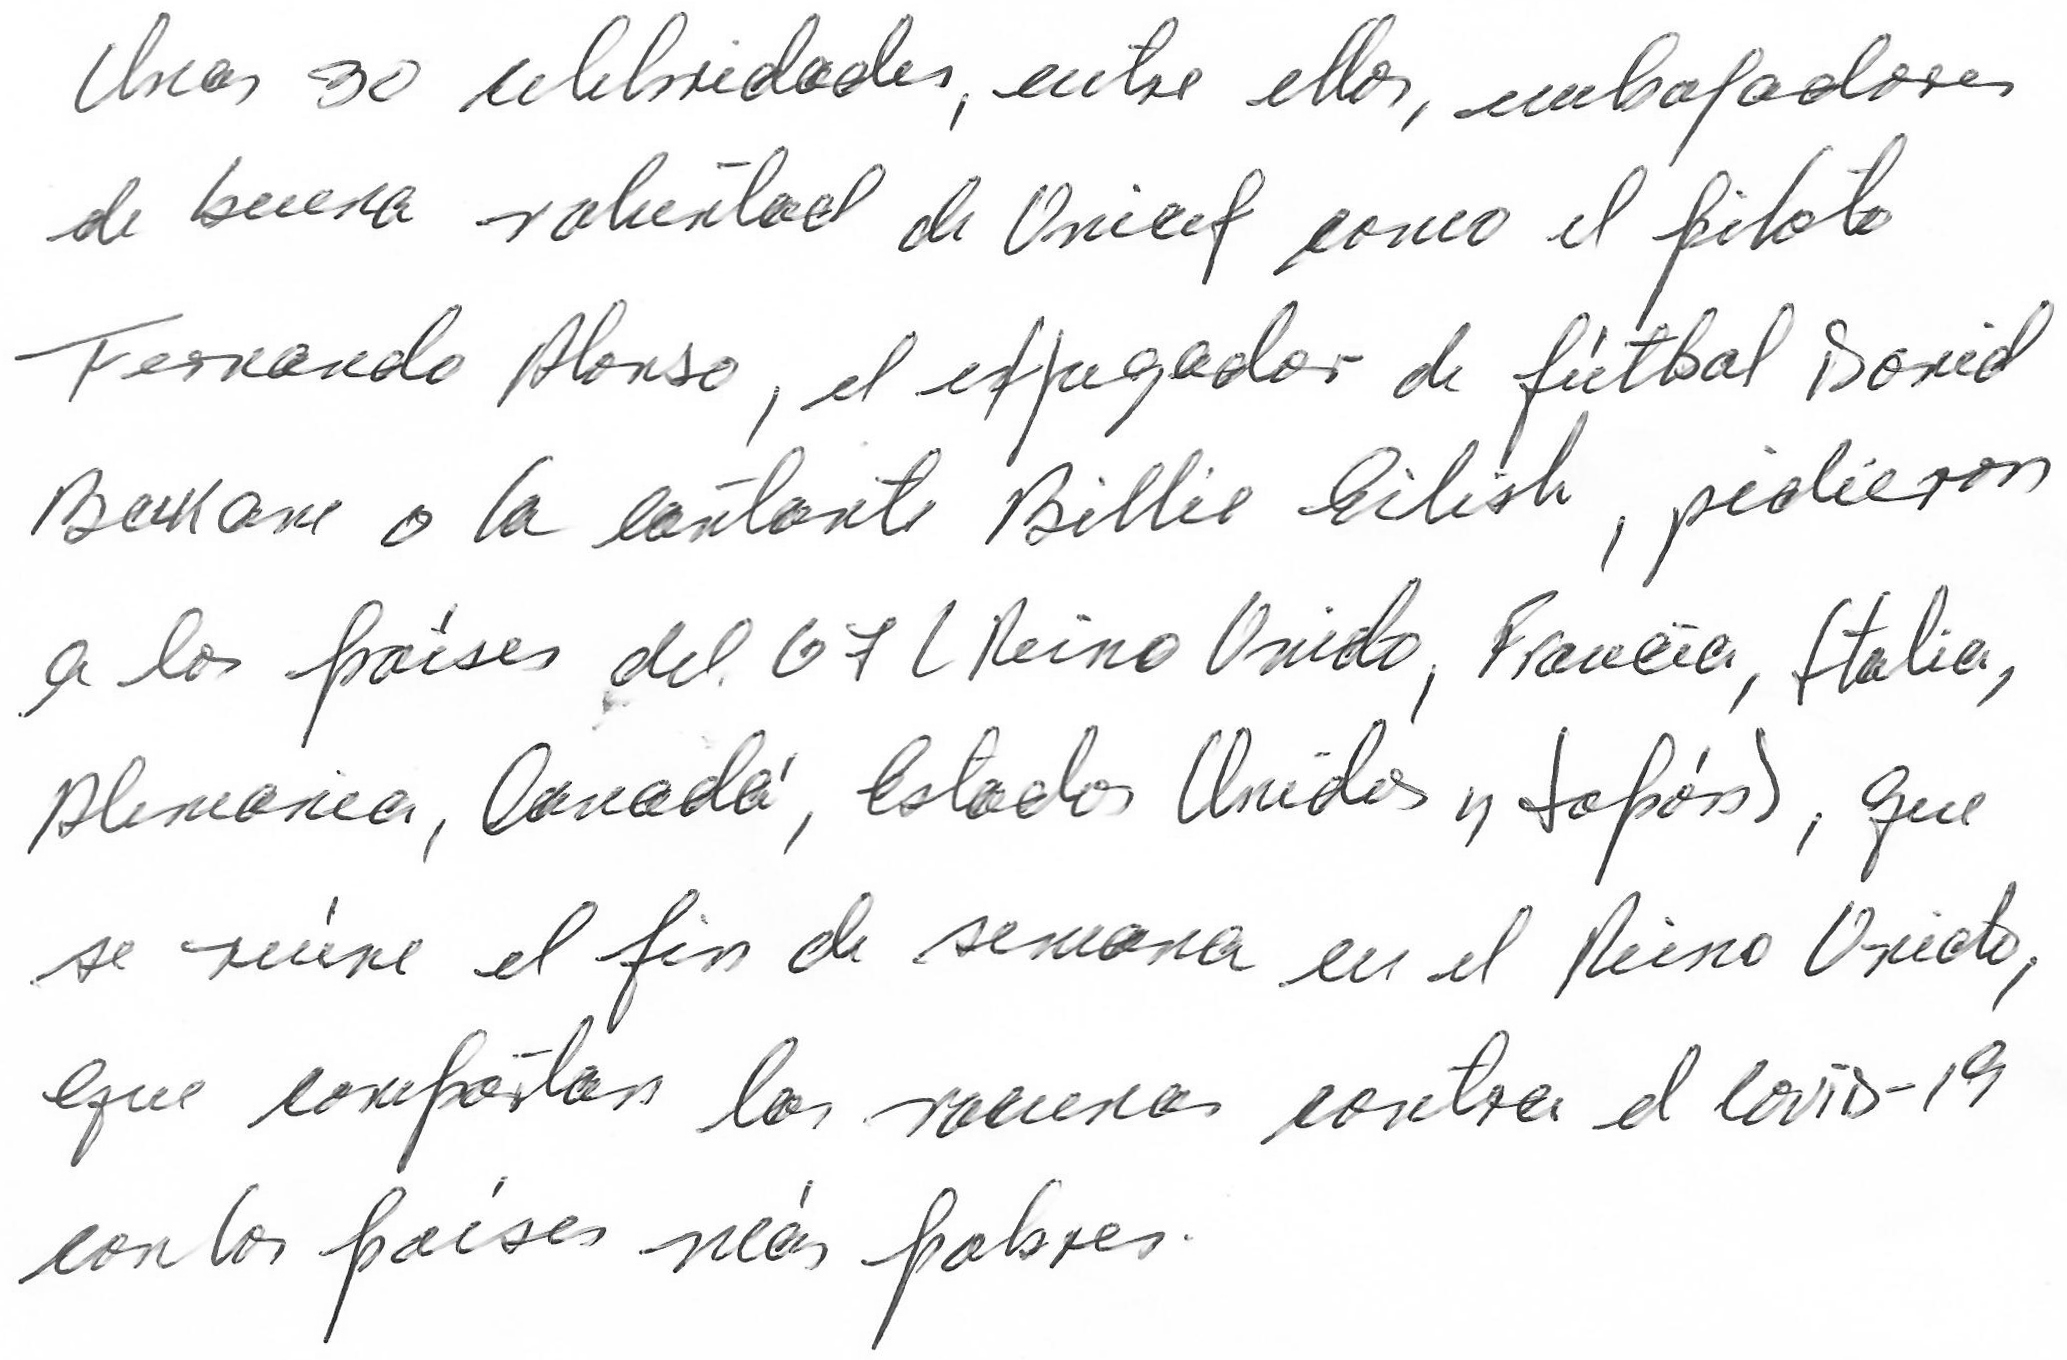 Unas 30 celebridades, entre ellos, embajadores
de buena voluntad de Unicef como el piloto
Fernando Alonso, el exjugador de fútbol David
Beckam o la cantante Billie Eilish, pidieron
a los países del G7 (Reino Unido, Francia, Italia,
Alemania, Canadá, Estados Unidos y Japón), que
se reúne el fin de semana en el Reino Unido,
que compartan las vacunas contra el covid-19
con los países más pobres.